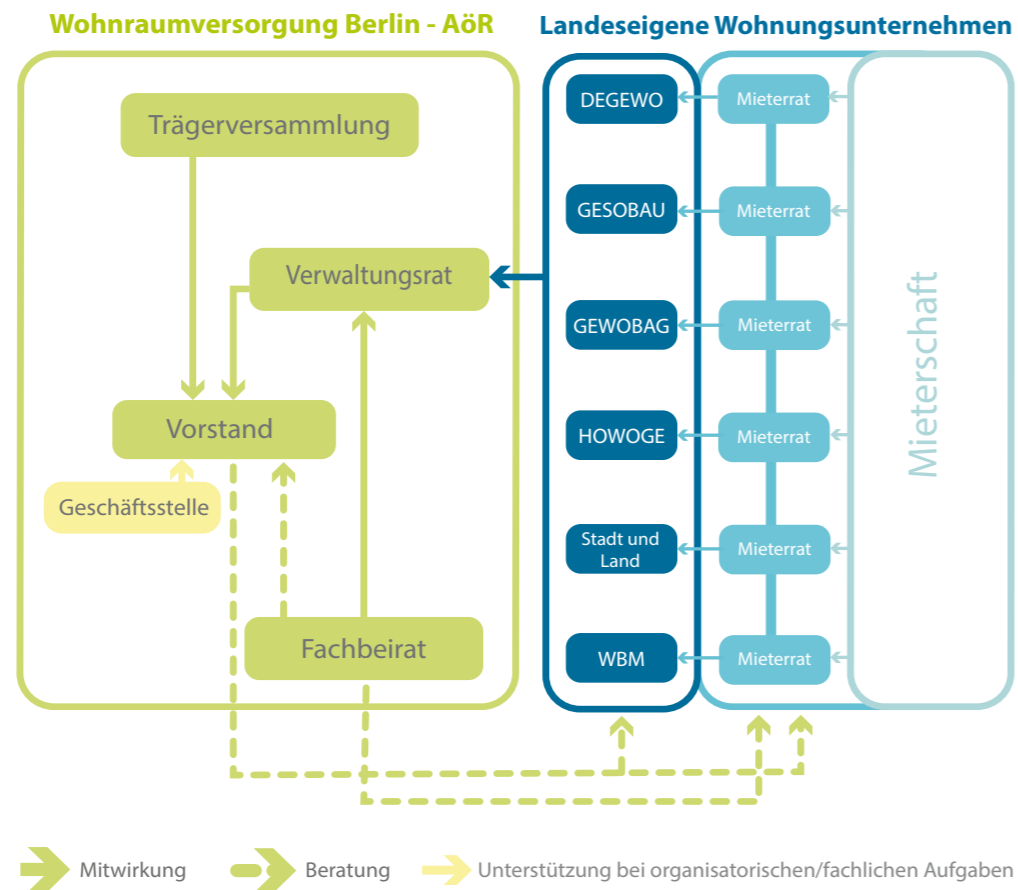 Wohnraumversorgung Berlin - AöR
Landeseigene Wohnungsunternehmen
Trägerversammlung
Verwaltungsrat
Vorstand
Geschäftsstelle
Fachbeirat
DEGEWO
Mieterrat
GESOBAU
Mieterrat
GEWOBAG
Mieterrat
HOWOGE
Mieterrat
Stadt und
Land
Mieterrat
WBM
Mieterrat
Mieterschaft
Mitwirkung
Beratung
Unterstützung bei organisatorischen/fachlichen Aufgaben